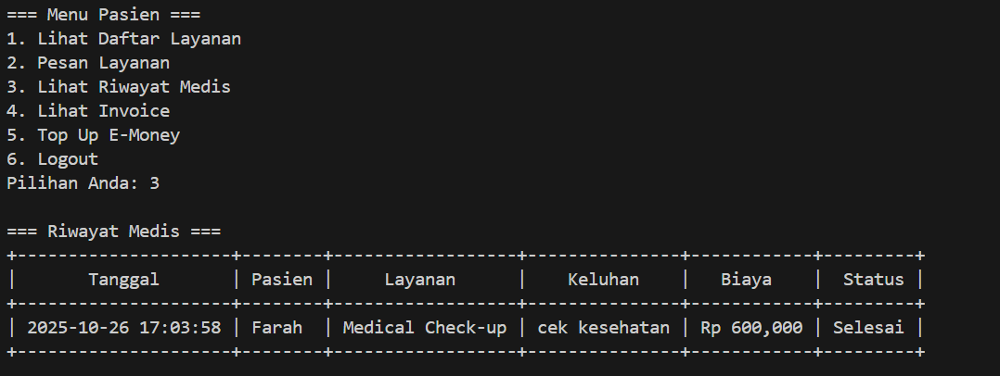 === Menu Pasien ===
1. Lihat Daftar Layanan
2. Pesan Layanan
3. Lihat Riwayat Medis
4. Lihat Invoice
5. Top Up E-Money
6. Logout
Pilihan Anda: 3

=== Riwayat Medis ===
+---------------------+--------+------------------+---------------+------------+---------+
|       Tanggal       | Pasien |     Layanan      |    Keluhan    |   Biaya    |  Status |
+---------------------+--------+------------------+---------------+------------+---------+
| 2025-10-26 17:03:58 | Farah  | Medical Check-up | cek kesehatan | Rp 600,000 | Selesai |
+---------------------+--------+------------------+---------------+------------+---------+